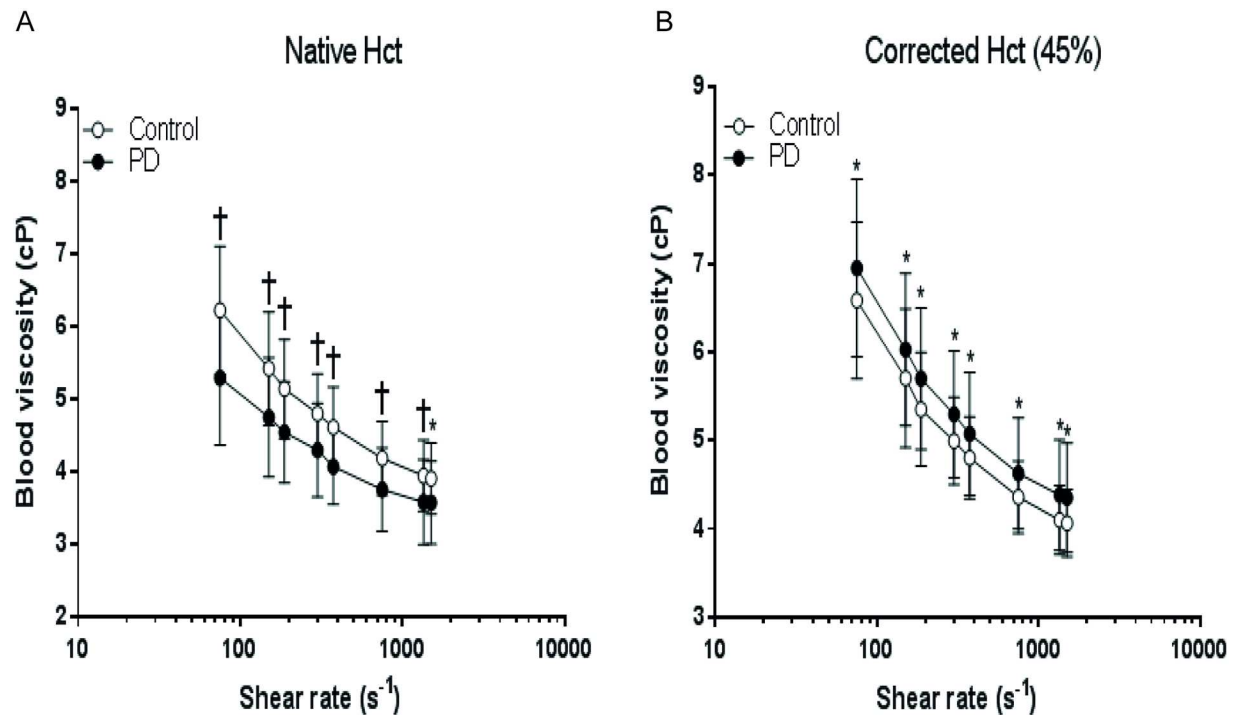 A
Native Hct
9
8
7
6
5
4
3
2
Control
PD
† † † † † † † *
Blood viscosity (cP)
10 100 1000 10000
Shear rate (s⁻¹)
B
Corrected Hct (45%)
9
8
7
6
5
4
3
Control
PD
* * * * * * * *
Blood viscosity (cP)
10 100 1000 10000
Shear rate (s⁻¹)